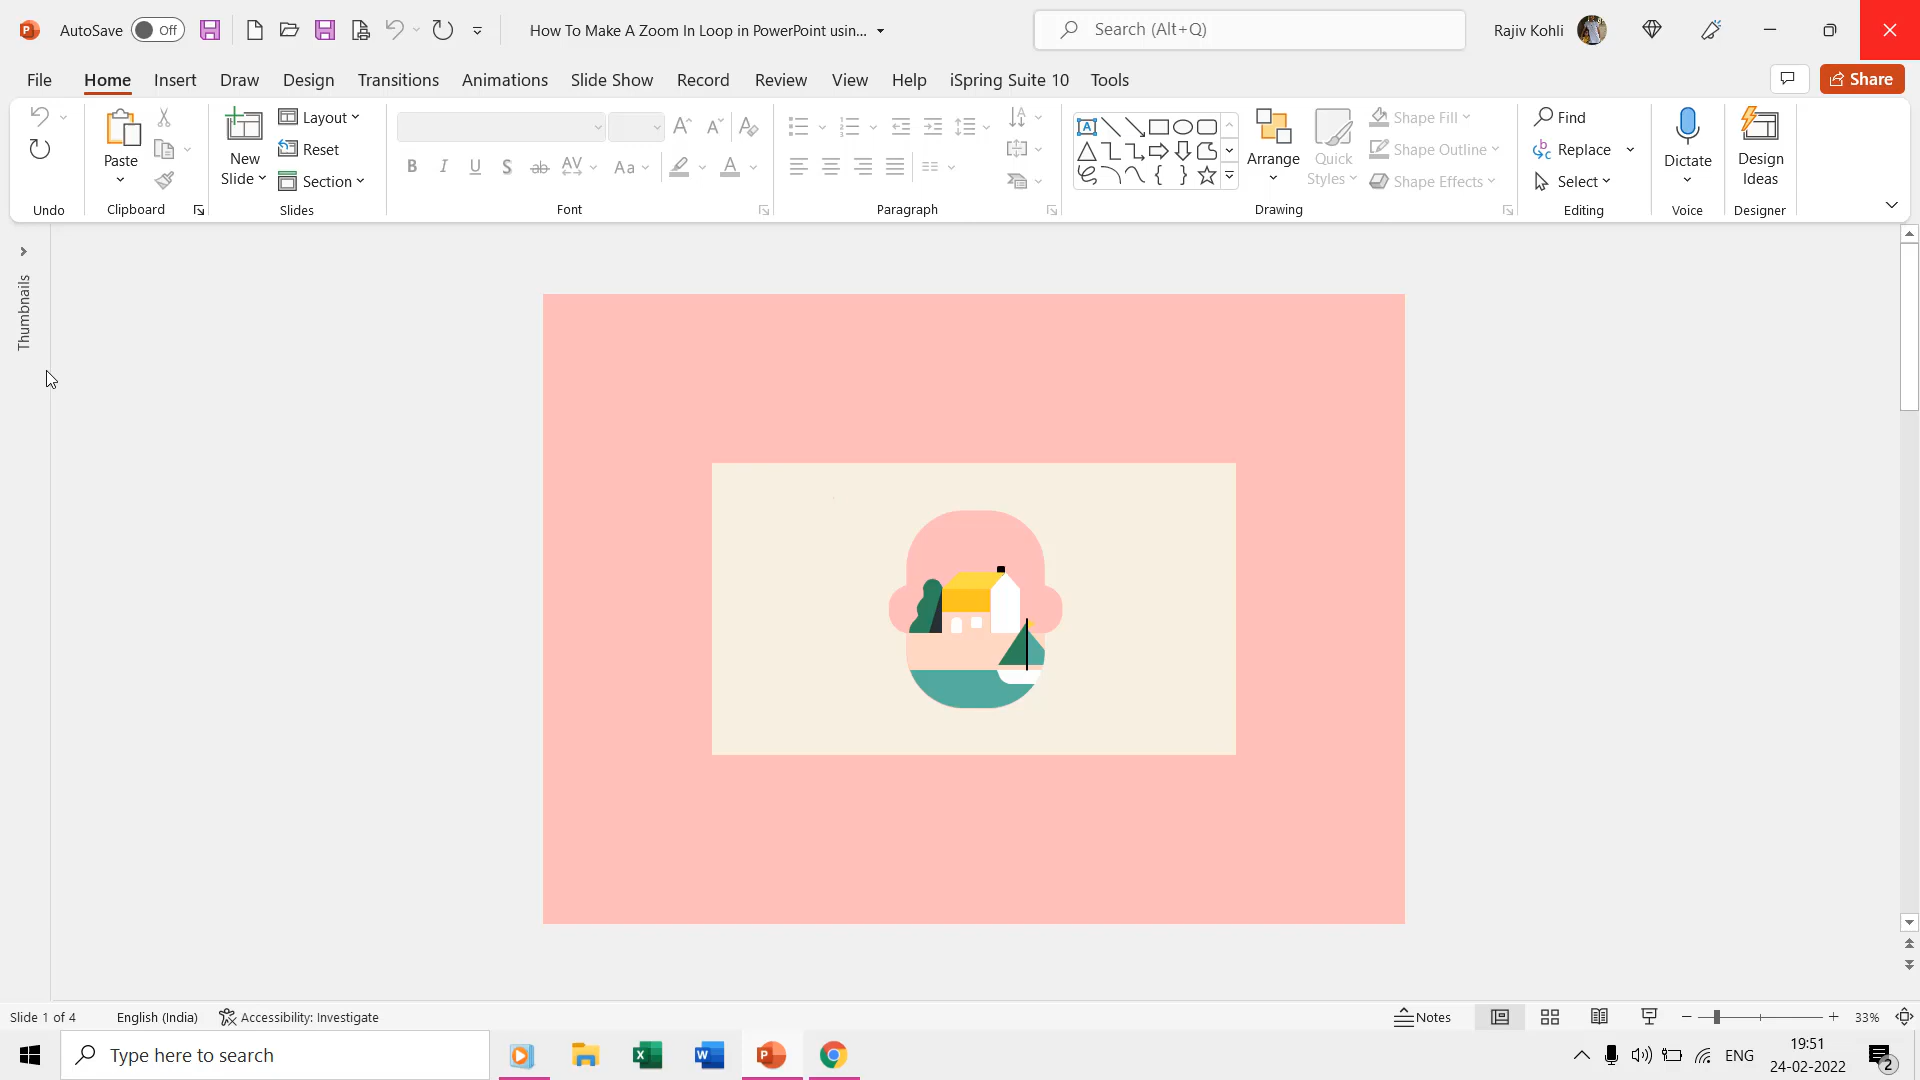 AutoSave Off How To Make A Zoom In Loop in PowerPoint usin... Search (Alt+Q) Rajiv Kohli
File Home Insert Draw Design Transitions Animations Slide Show Record Review View Help iSpring Suite 10 Tools Share
Paste
New
Slide
Layout
Reset
Section
B I U S ab AV Aa A
Arrange
Quick
Styles
Shape Fill
Shape Outline
Shape Effects
Find
Replace
Select
Dictate
Design
Ideas
Undo Clipboard Slides Font Paragraph Drawing Editing Voice Designer
Thumbnails
Slide 1 of 4 English (India) Accessibility: Investigate Notes 33%
Type here to search ENG 19:51
24-02-2022 2